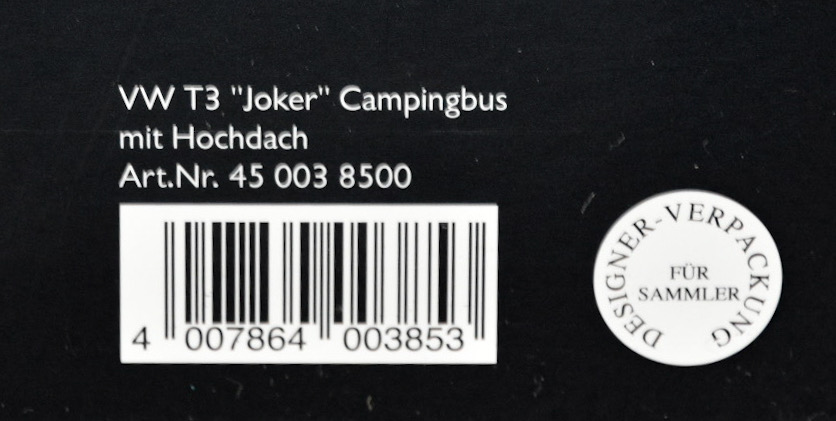 VW T3 "Joker" Campingbus
mit Hochdach
Art.Nr. 45 003 8500
4 007864 003853
DESIGNER-VERPACKUNG
FÜR
SAMMLER